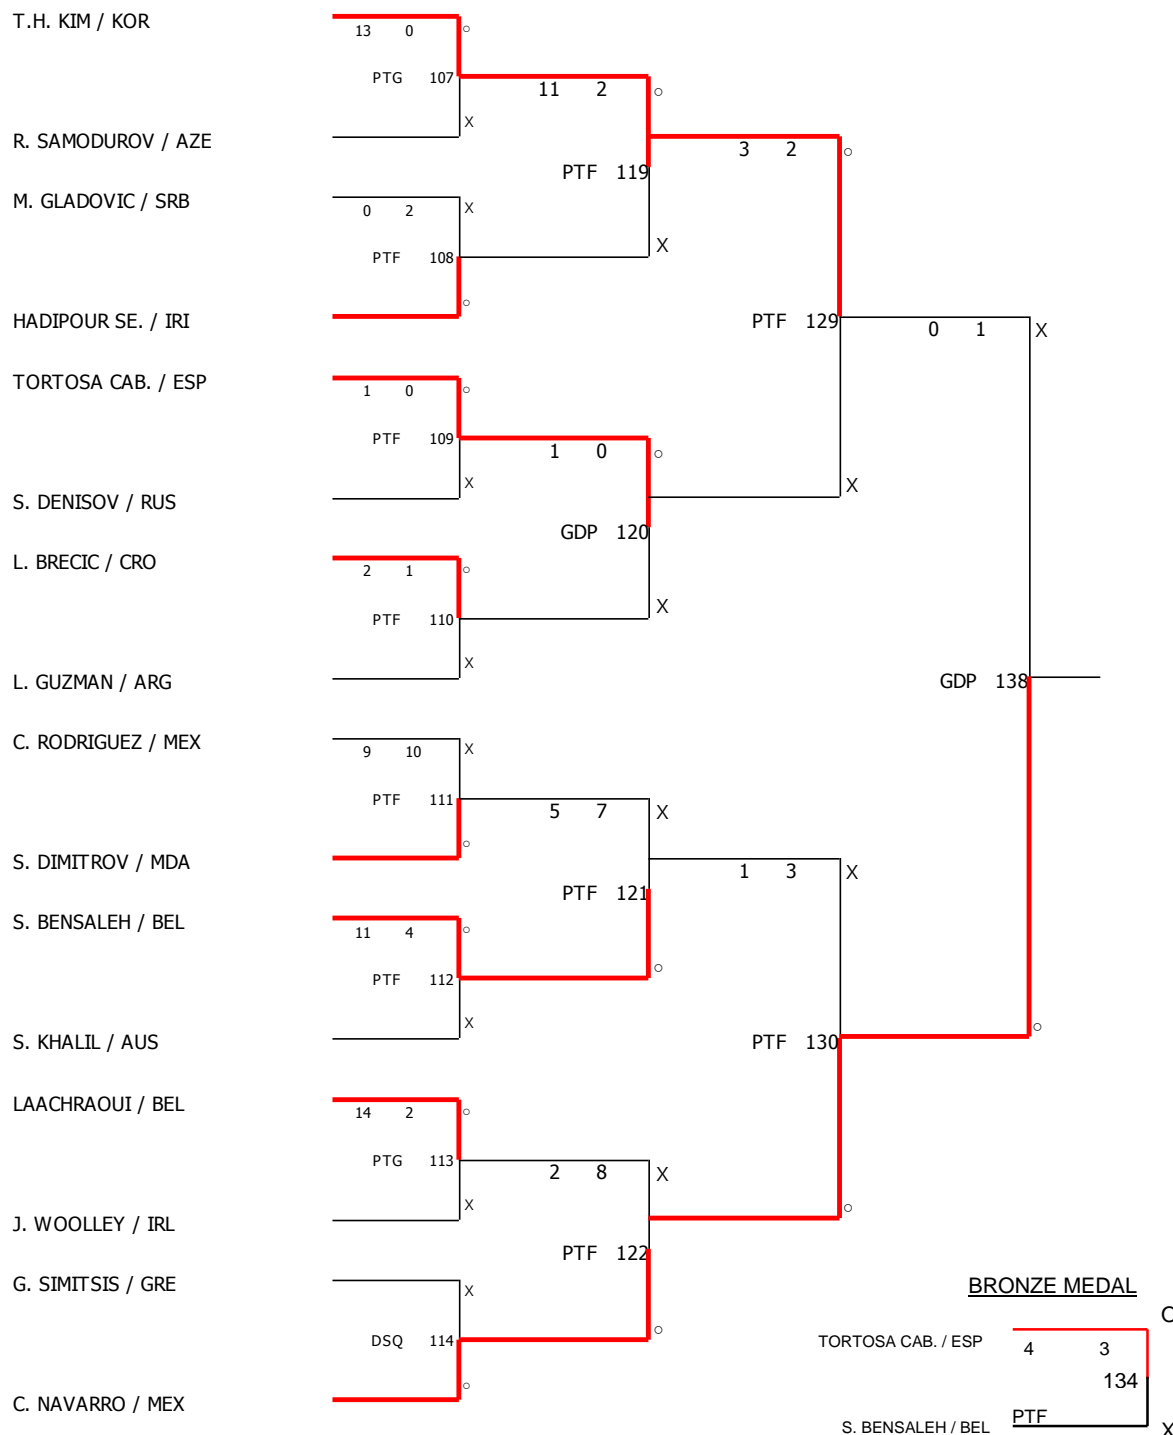 T.H. KIM / KOR
13 0 ○
PTG 107
11 2 ○
X
R. SAMODUROV / AZE
3 2 ○
PTF 119
M. GLADOVIC / SRB
0 2 X
PTF 108
X
○
HADIPOUR SE. / IRI
PTF 129
0 1 X
TORTOSA CAB. / ESP
1 0 ○
PTF 109
1 0 ○
X
X
S. DENISOV / RUS
GDP 120
L. BRECIC / CRO
2 1 ○
X
PTF 110
X
L. GUZMAN / ARG
GDP 138
C. RODRIGUEZ / MEX
9 10 X
PTF 111
5 7 X
○
S. DIMITROV / MDA
1 3 X
PTF 121
S. BENSALEH / BEL
11 4 ○
○
PTF 112
X
○
S. KHALIL / AUS
PTF 130
LAACHRAOUI / BEL
14 2 ○
PTG 113
2 8 X
X
○
J. WOOLLEY / IRL
PTF 122
G. SIMITSIS / GRE
X
BRONZE MEDAL
O
○
DSQ 114
TORTOSA CAB. / ESP
4 3
134
○
C. NAVARRO / MEX
PTF
S. BENSALEH / BEL
X